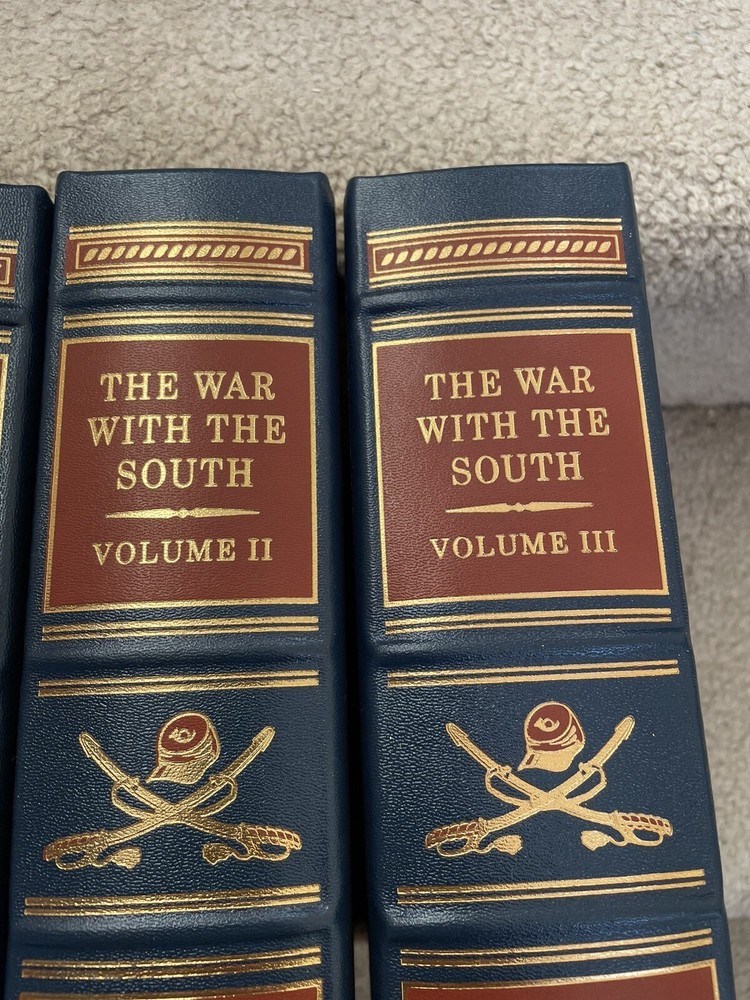 THE WAR
WITH THE
SOUTH
VOLUME II
THE WAR
WITH THE
SOUTH
VOLUME III